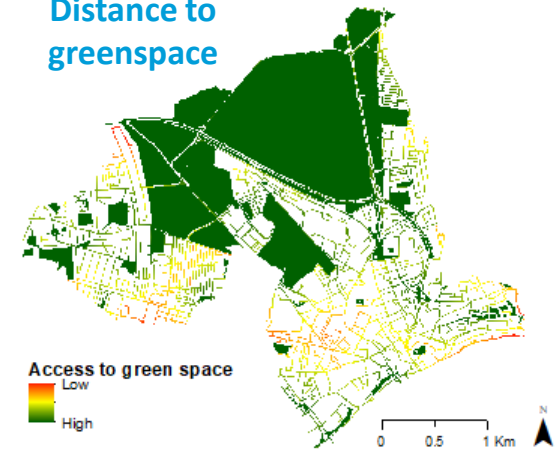 Distance to
greenspace
Access to green space
Low
High
N
0 0.5 1 Km